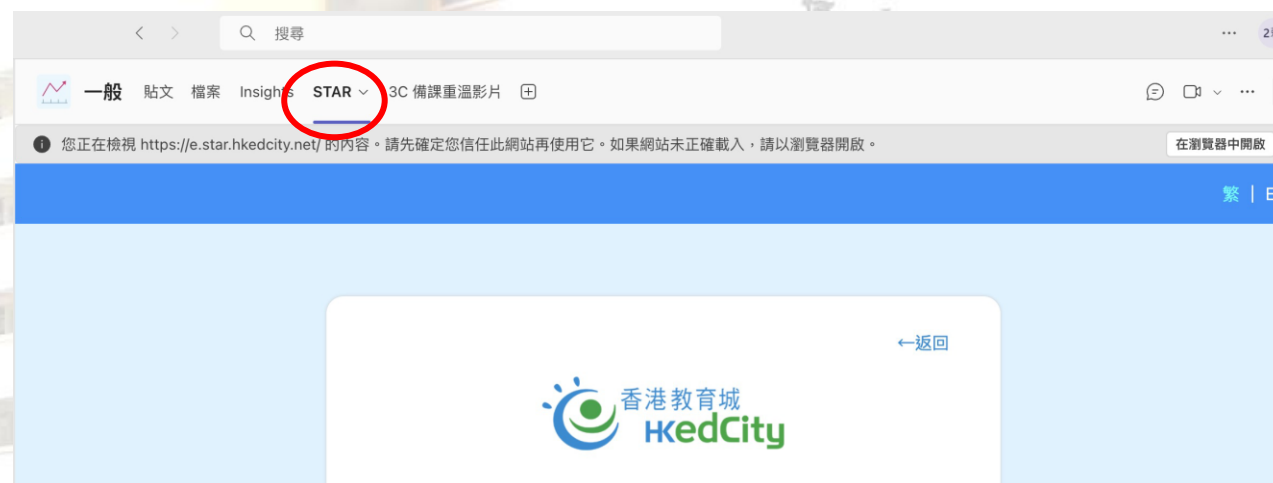 搜尋
一般 貼文 檔案 Insights STAR 3C 備課重溫影片
您正在檢視 https://e.star.hkedcity.net/ 的內容。請先確定您信任此網站再使用它。如果網站未正確載入，請以瀏覽器開啟。 在瀏覽器中開啟
繁 | E
←返回
香港教育城
HKedCity